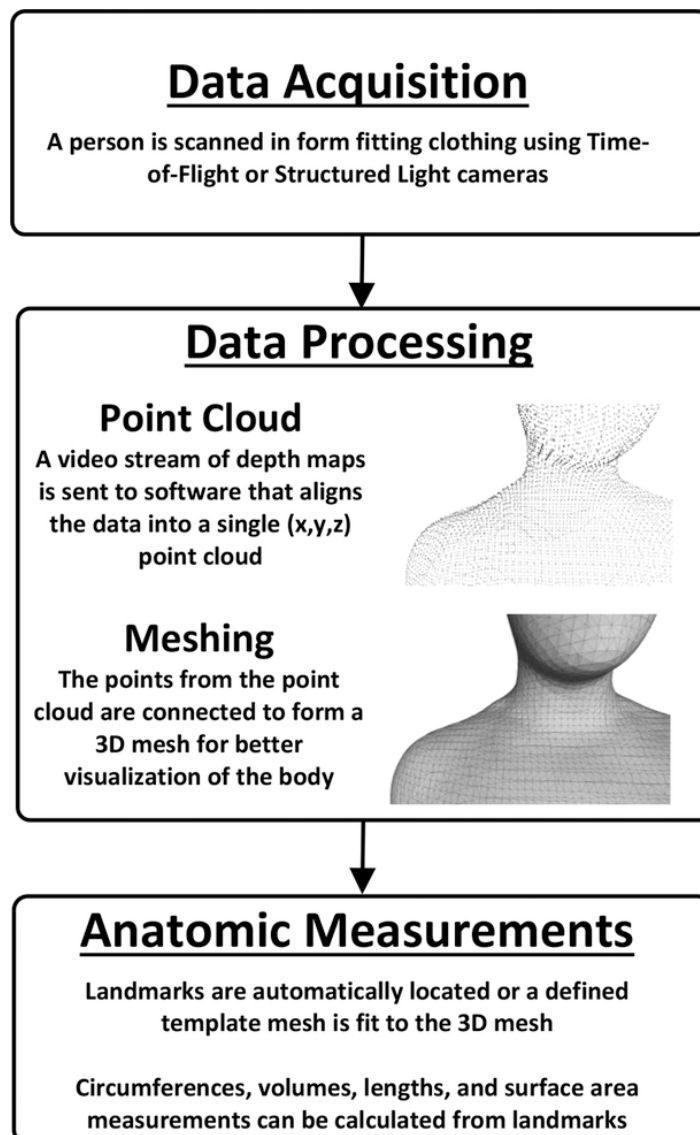 Data Acquisition
A person is scanned in form fitting clothing using Time-
of-Flight or Structured Light cameras
Data Processing
Point Cloud
A video stream of depth maps
is sent to software that aligns
the data into a single (x,y,z)
point cloud
Meshing
The points from the point
cloud are connected to form a
3D mesh for better
visualization of the body
Anatomic Measurements
Landmarks are automatically located or a defined
template mesh is fit to the 3D mesh
Circumferences, volumes, lengths, and surface area
measurements can be calculated from landmarks